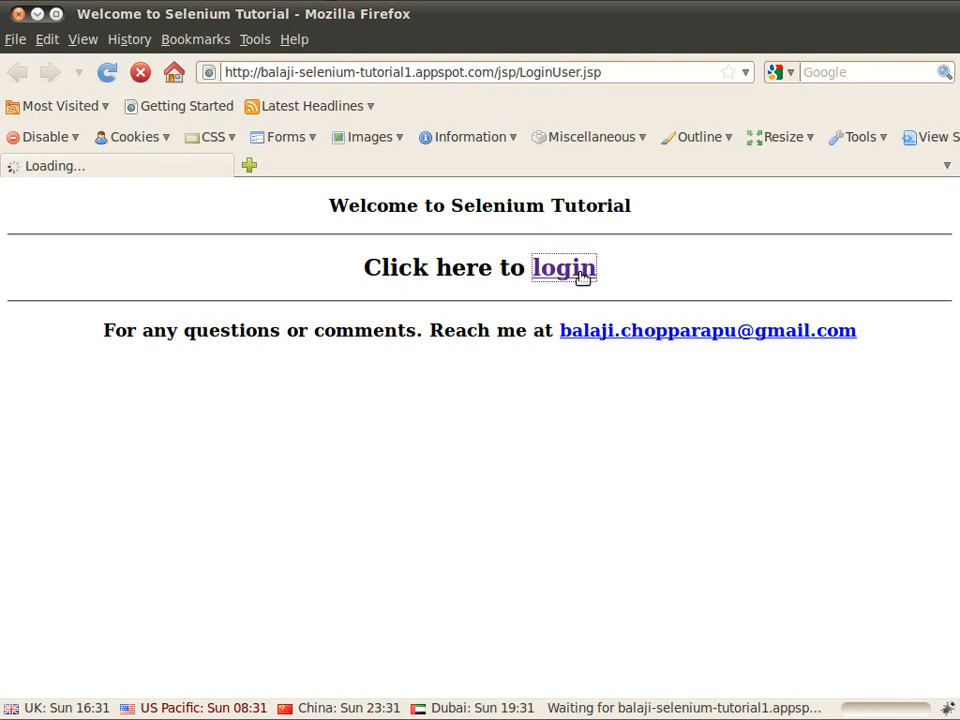 Welcome to Selenium Tutorial - Mozilla Firefox
File Edit View History Bookmarks Tools Help
http://balaji-selenium-tutorial1.appspot.com/jsp/LoginUser.jsp Google
Most Visited Getting Started Latest Headlines
Disable Cookies CSS Forms Images Information Miscellaneous Outline Resize Tools View S
Loading...
Welcome to Selenium Tutorial
Click here to login
For any questions or comments. Reach me at balaji.chopparapu@gmail.com
UK: Sun 16:31 US Pacific: Sun 08:31 China: Sun 23:31 Dubai: Sun 19:31 Waiting for balaji-selenium-tutorial1.appsp...